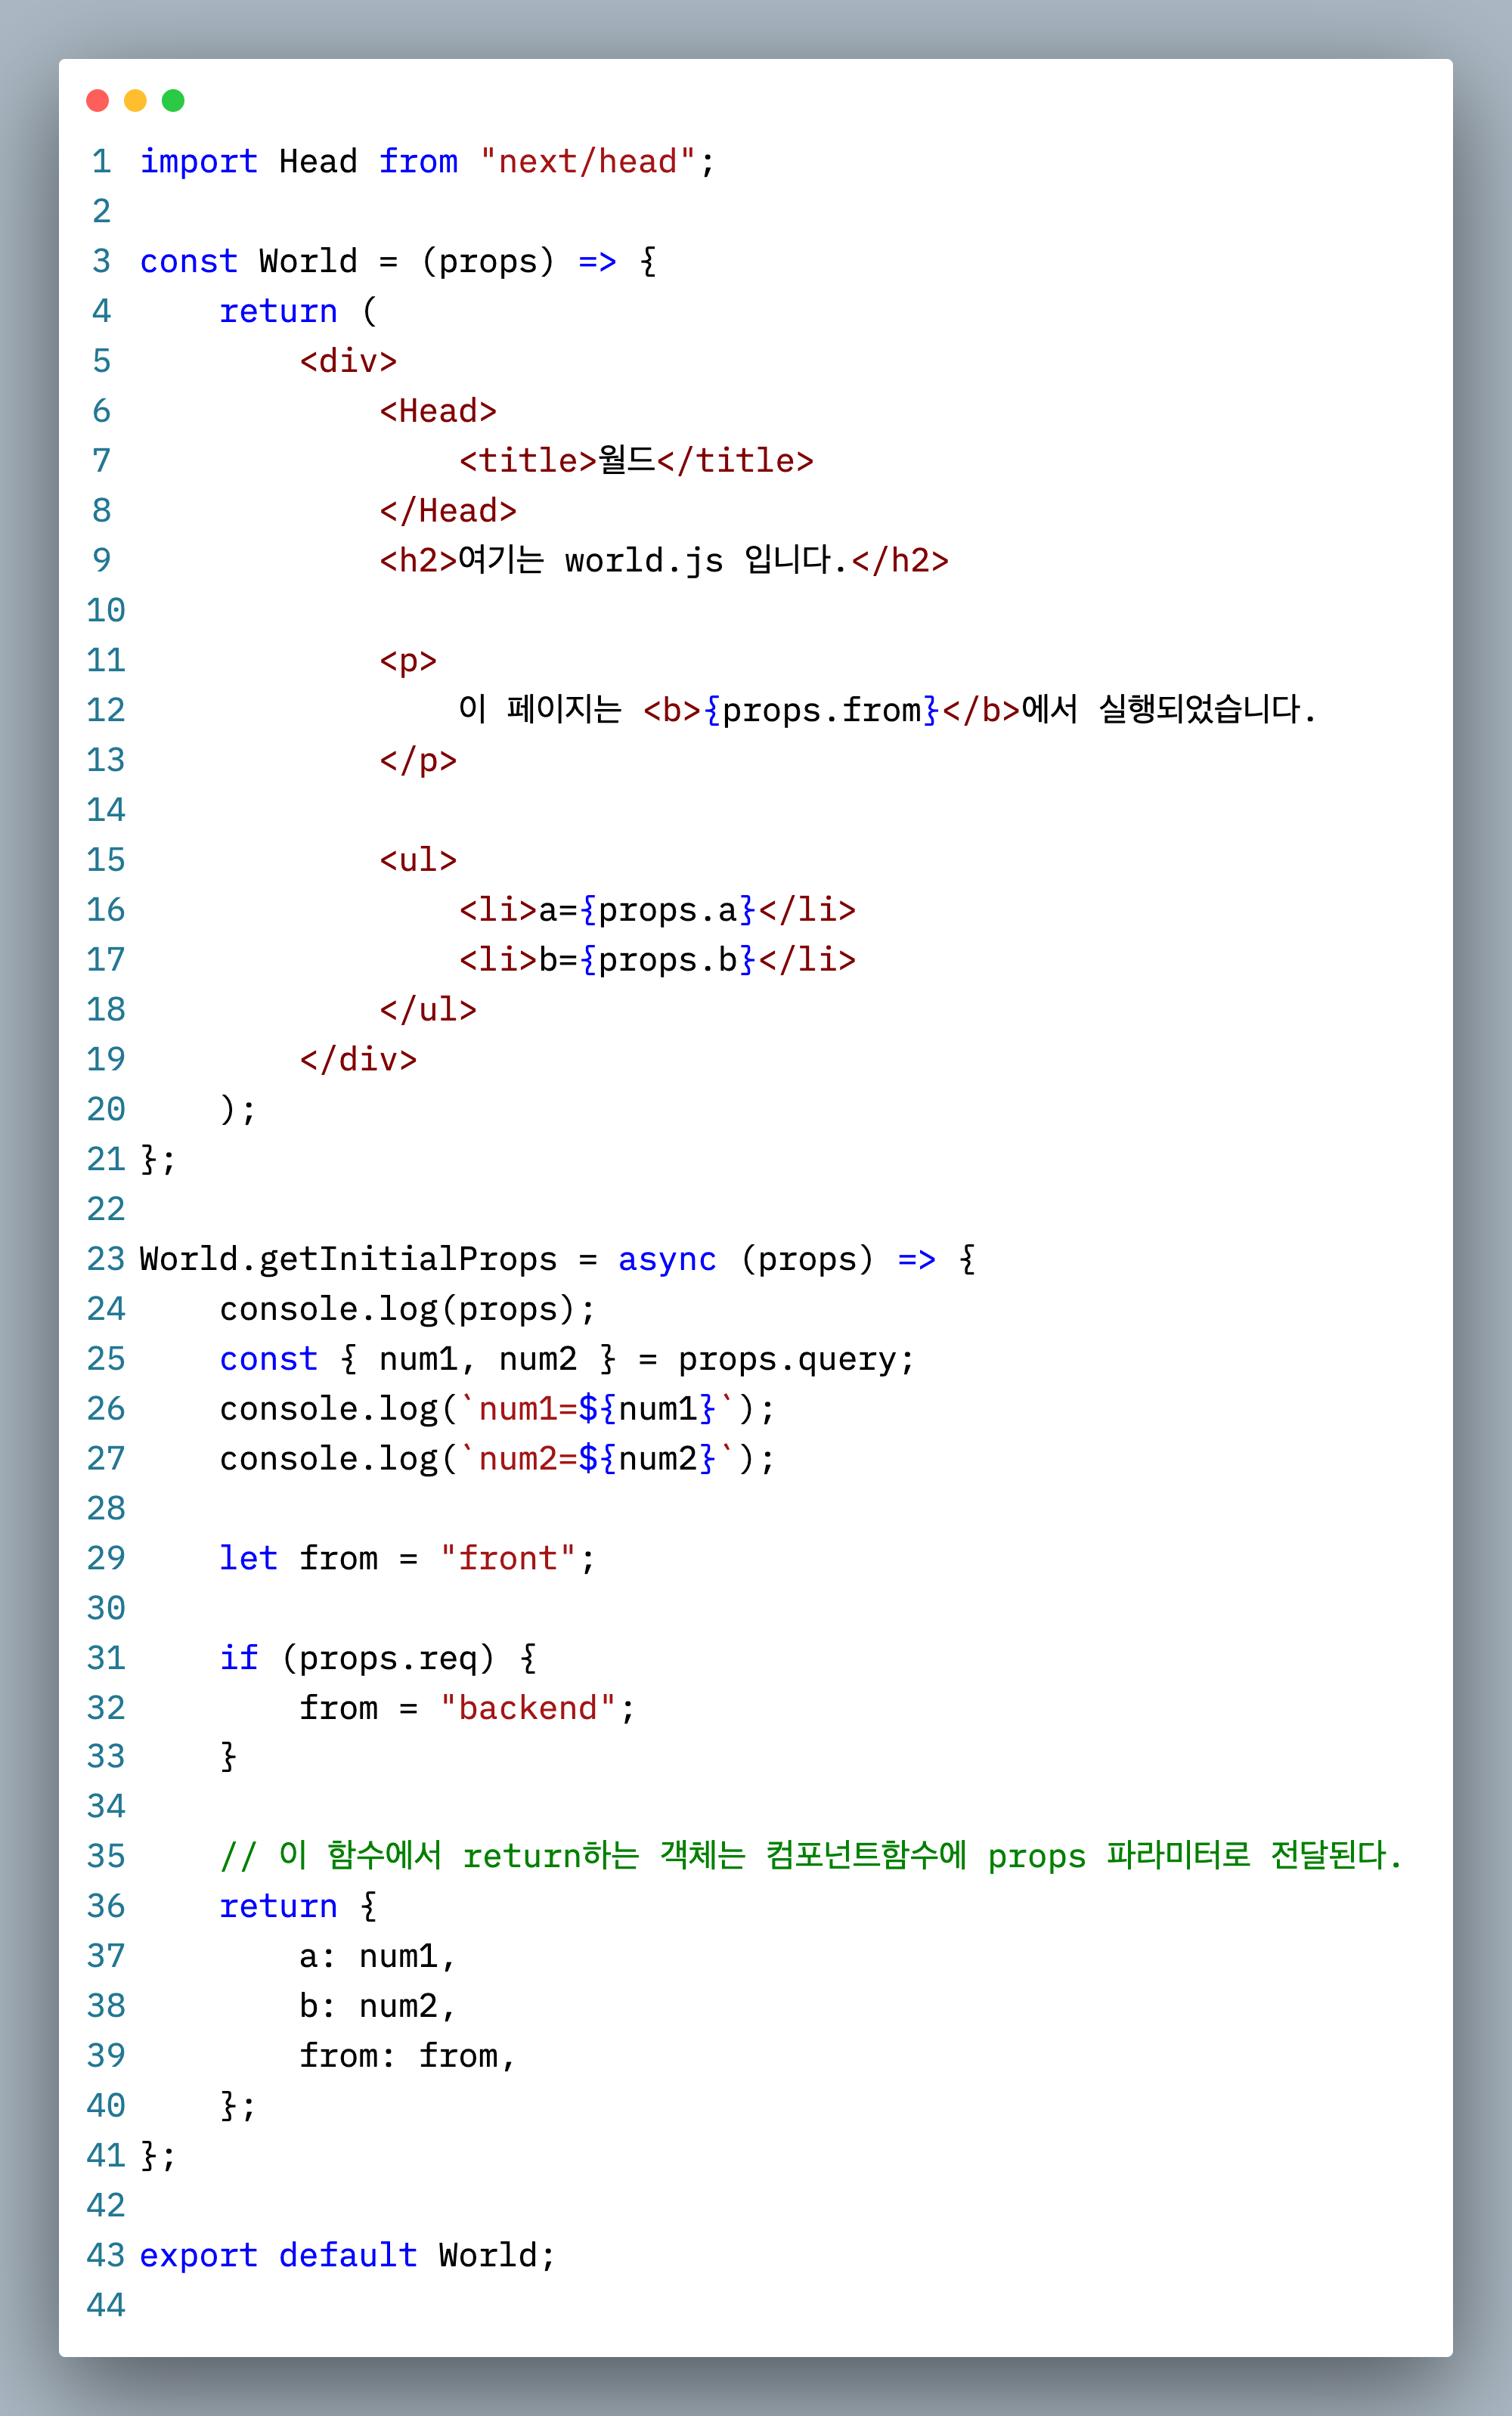 1 import Head from "next/head";
2
3 const World = (props) => {
4     return (
5         <div>
6             <Head>
7                 <title>월드</title>
8             </Head>
9             <h2>여기는 world.js 입니다.</h2>
10
11             <p>
12                 이 페이지는 <b>{props.from}</b>에서 실행되었습니다.
13             </p>
14
15             <ul>
16                 <li>a={props.a}</li>
17                 <li>b={props.b}</li>
18             </ul>
19         </div>
20     );
21 };
22
23 World.getInitialProps = async (props) => {
24     console.log(props);
25     const { num1, num2 } = props.query;
26     console.log(`num1=${num1}`);
27     console.log(`num2=${num2}`);
28
29     let from = "front";
30
31     if (props.req) {
32         from = "backend";
33     }
34
35     // 이 함수에서 return하는 객체는 컴포넌트함수에 props 파라미터로 전달된다.
36     return {
37         a: num1,
38         b: num2,
39         from: from,
40     };
41 };
42
43 export default World;
44